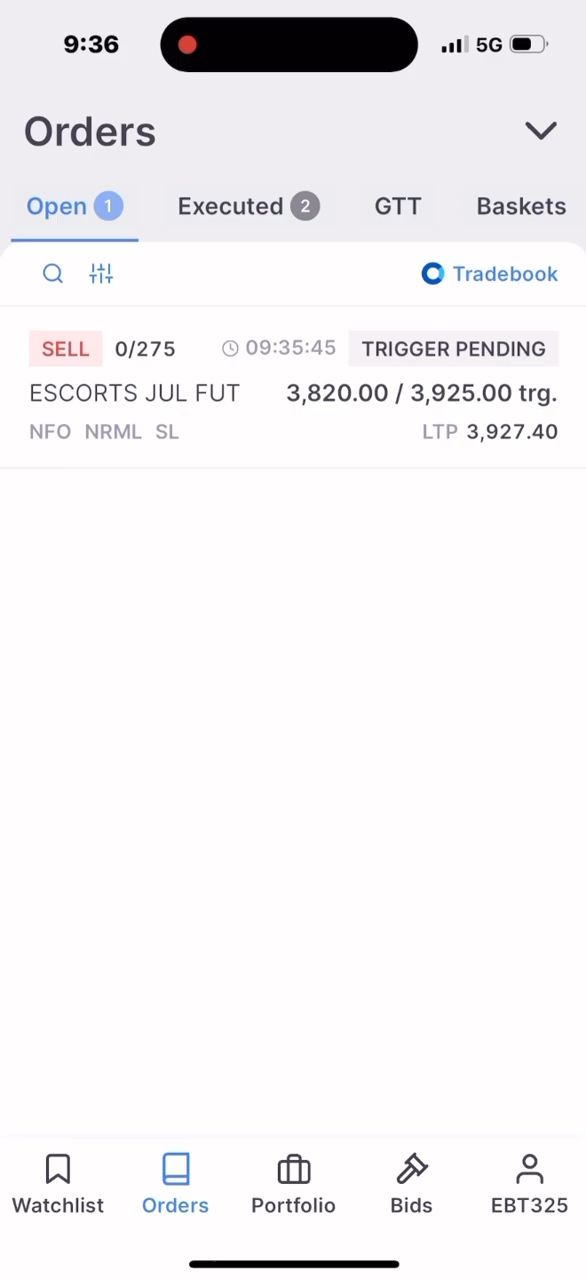 9:36 5G
Orders
Open 1 Executed 2 GTT Baskets
Tradebook
SELL 0/275 09:35:45 TRIGGER PENDING
ESCORTS JUL FUT 3,820.00 / 3,925.00 trg.
NFO NRML SL LTP 3,927.40
Watchlist Orders Portfolio Bids EBT325